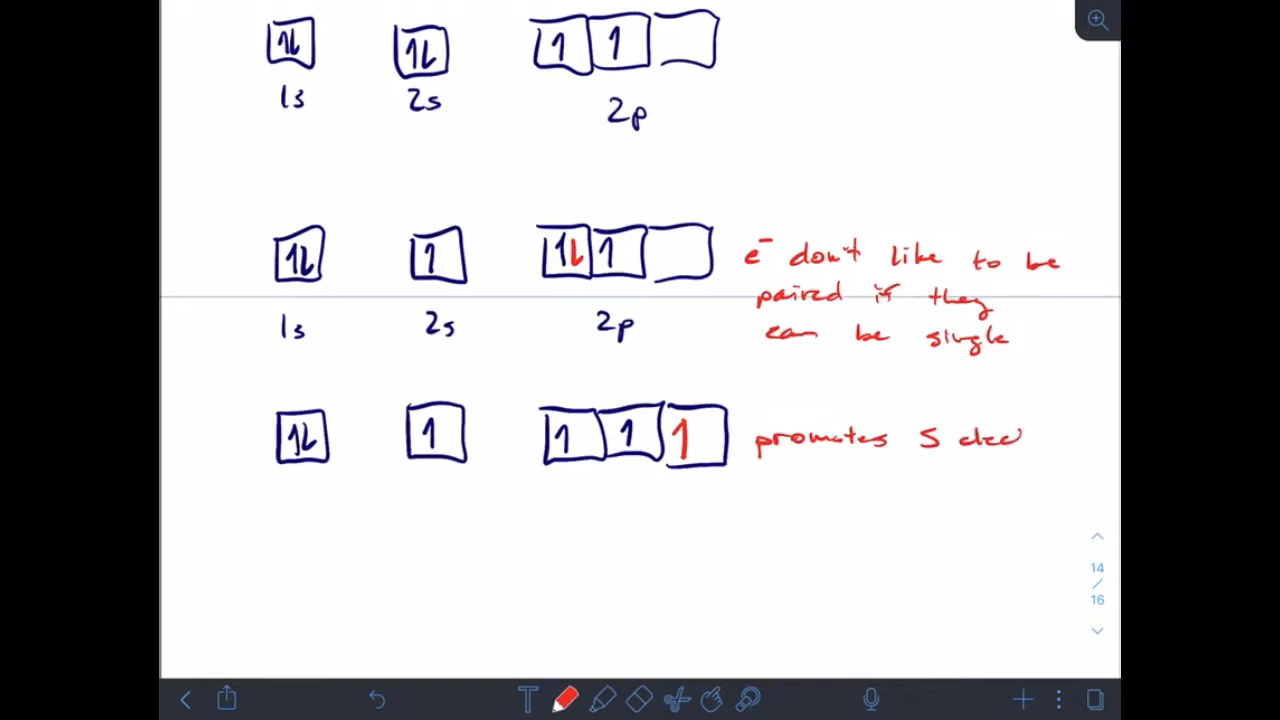 1s 2s 2p
e⁻ don't like to be
paired if they
can be single
1s 2s 2p
promotes S elec
14
/
16